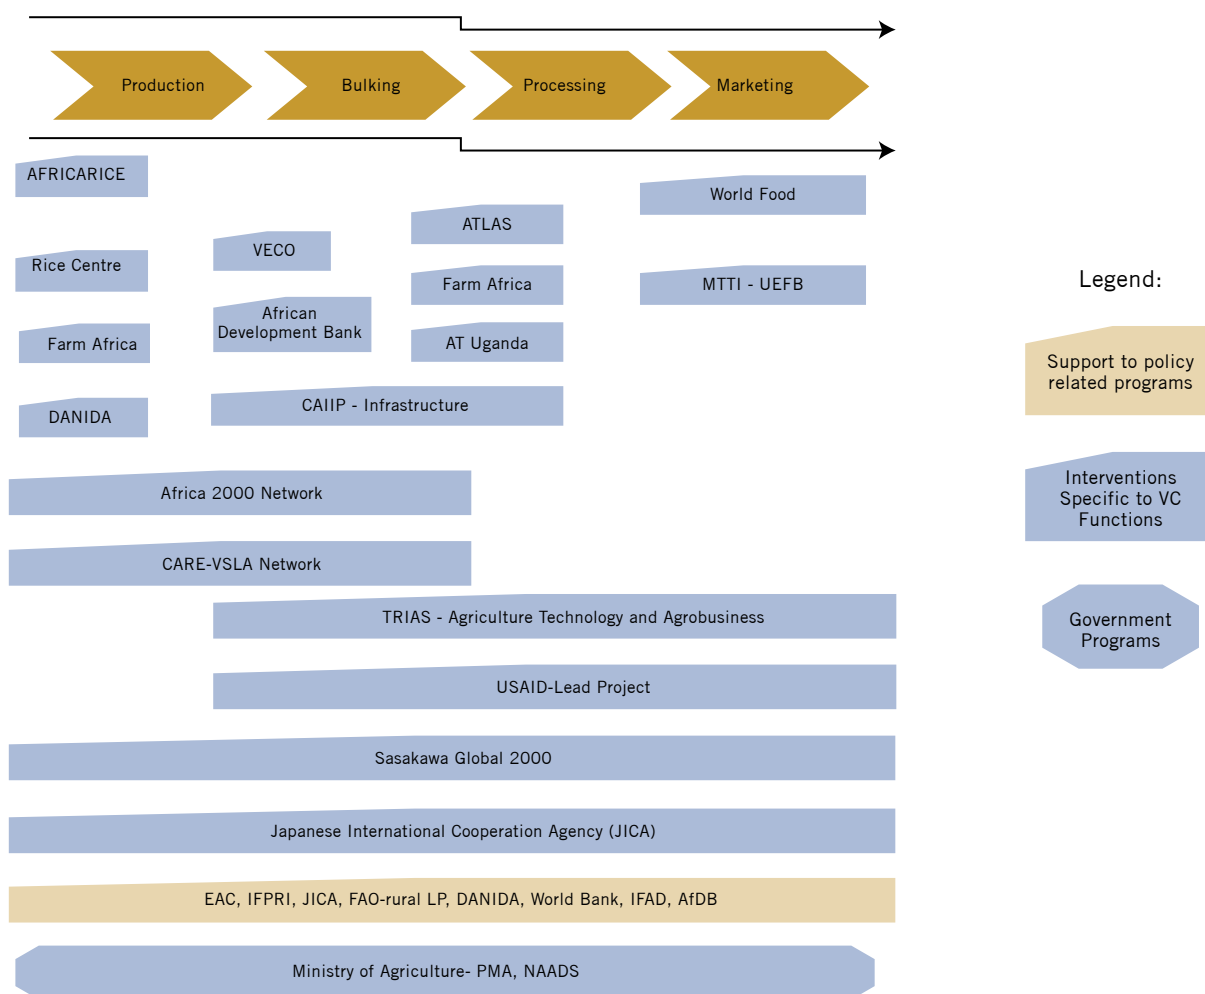 Production
Bulking
Processing
Marketing
AFRICARICE
World Food
ATLAS
VECO
Rice Centre
Farm Africa
MTTI - UEFB
African
Development Bank
Farm Africa
AT Uganda
DANIDA
CAIIP - Infrastructure
Africa 2000 Network
CARE-VSLA Network
TRIAS - Agriculture Technology and Agrobusiness
USAID-Lead Project
Sasakawa Global 2000
Japanese International Cooperation Agency (JICA)
EAC, IFPRI, JICA, FAO-rural LP, DANIDA, World Bank, IFAD, AfDB
Ministry of Agriculture- PMA, NAADS
Legend:
Support to policy
related programs
Interventions
Specific to VC
Functions
Government
Programs